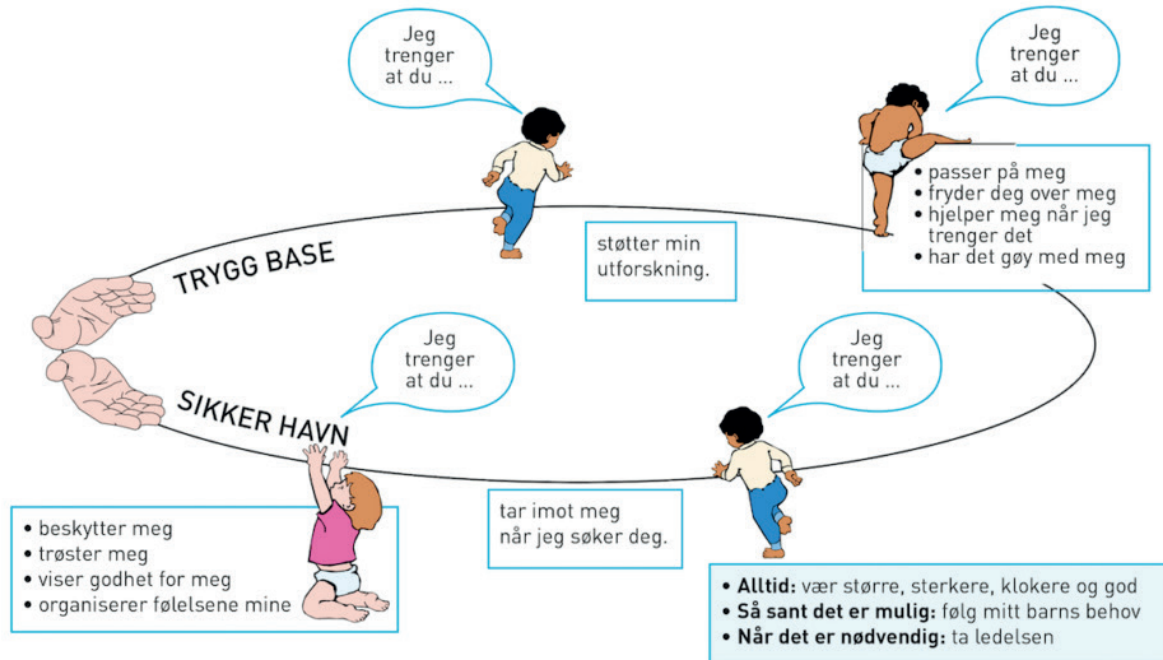 Jeg
trenger
at du ...
Jeg
trenger
at du ...
• passer på meg
• fryder deg over meg
• hjelper meg når jeg
trenger det
• har det gøy med meg
støtter min
utforskning.
TRYGG BASE
SIKKER HAVN
Jeg
trenger
at du ...
Jeg
trenger
at du ...
• beskytter meg
• trøster meg
• viser godhet for meg
• organiserer følelsene mine
tar imot meg
når jeg søker deg.
• Alltid: vær større, sterkere, klokere og god
• Så sant det er mulig: følg mitt barns behov
• Når det er nødvendig: ta ledelsen